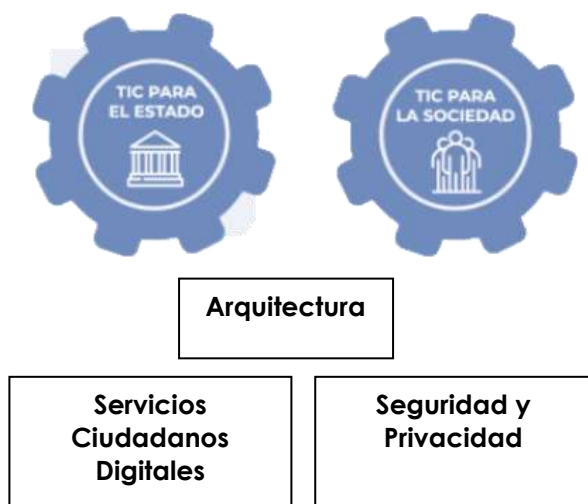 TIC PARA
EL ESTADO
TIC PARA
LA SOCIEDAD
Arquitectura
Servicios
Ciudadanos
Digitales
Seguridad y
Privacidad